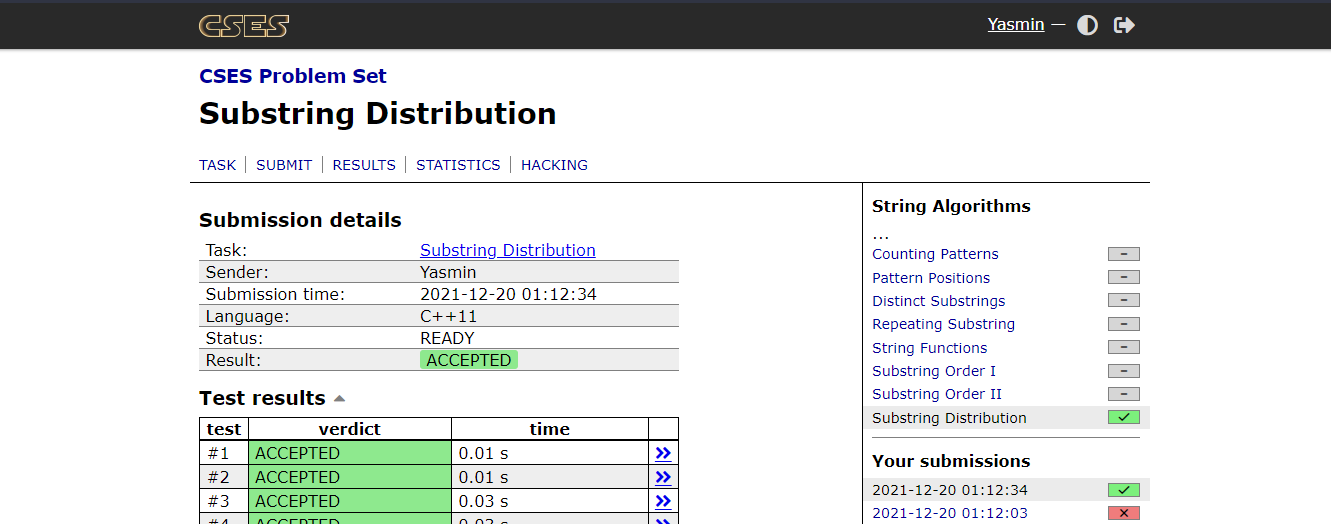 CSES
Yasmin —
CSES Problem Set
Substring Distribution
TASK | SUBMIT | RESULTS | STATISTICS | HACKING
Submission details
Task: Substring Distribution
Sender: Yasmin
Submission time: 2021-12-20 01:12:34
Language: C++11
Status: READY
Result: ACCEPTED
Test results
test verdict time
#1 ACCEPTED 0.01 s »
#2 ACCEPTED 0.01 s »
#3 ACCEPTED 0.03 s »
String Algorithms
...
Counting Patterns –
Pattern Positions –
Distinct Substrings –
Repeating Substring –
String Functions –
Substring Order I –
Substring Order II –
Substring Distribution
Your submissions
2021-12-20 01:12:34
2021-12-20 01:12:03